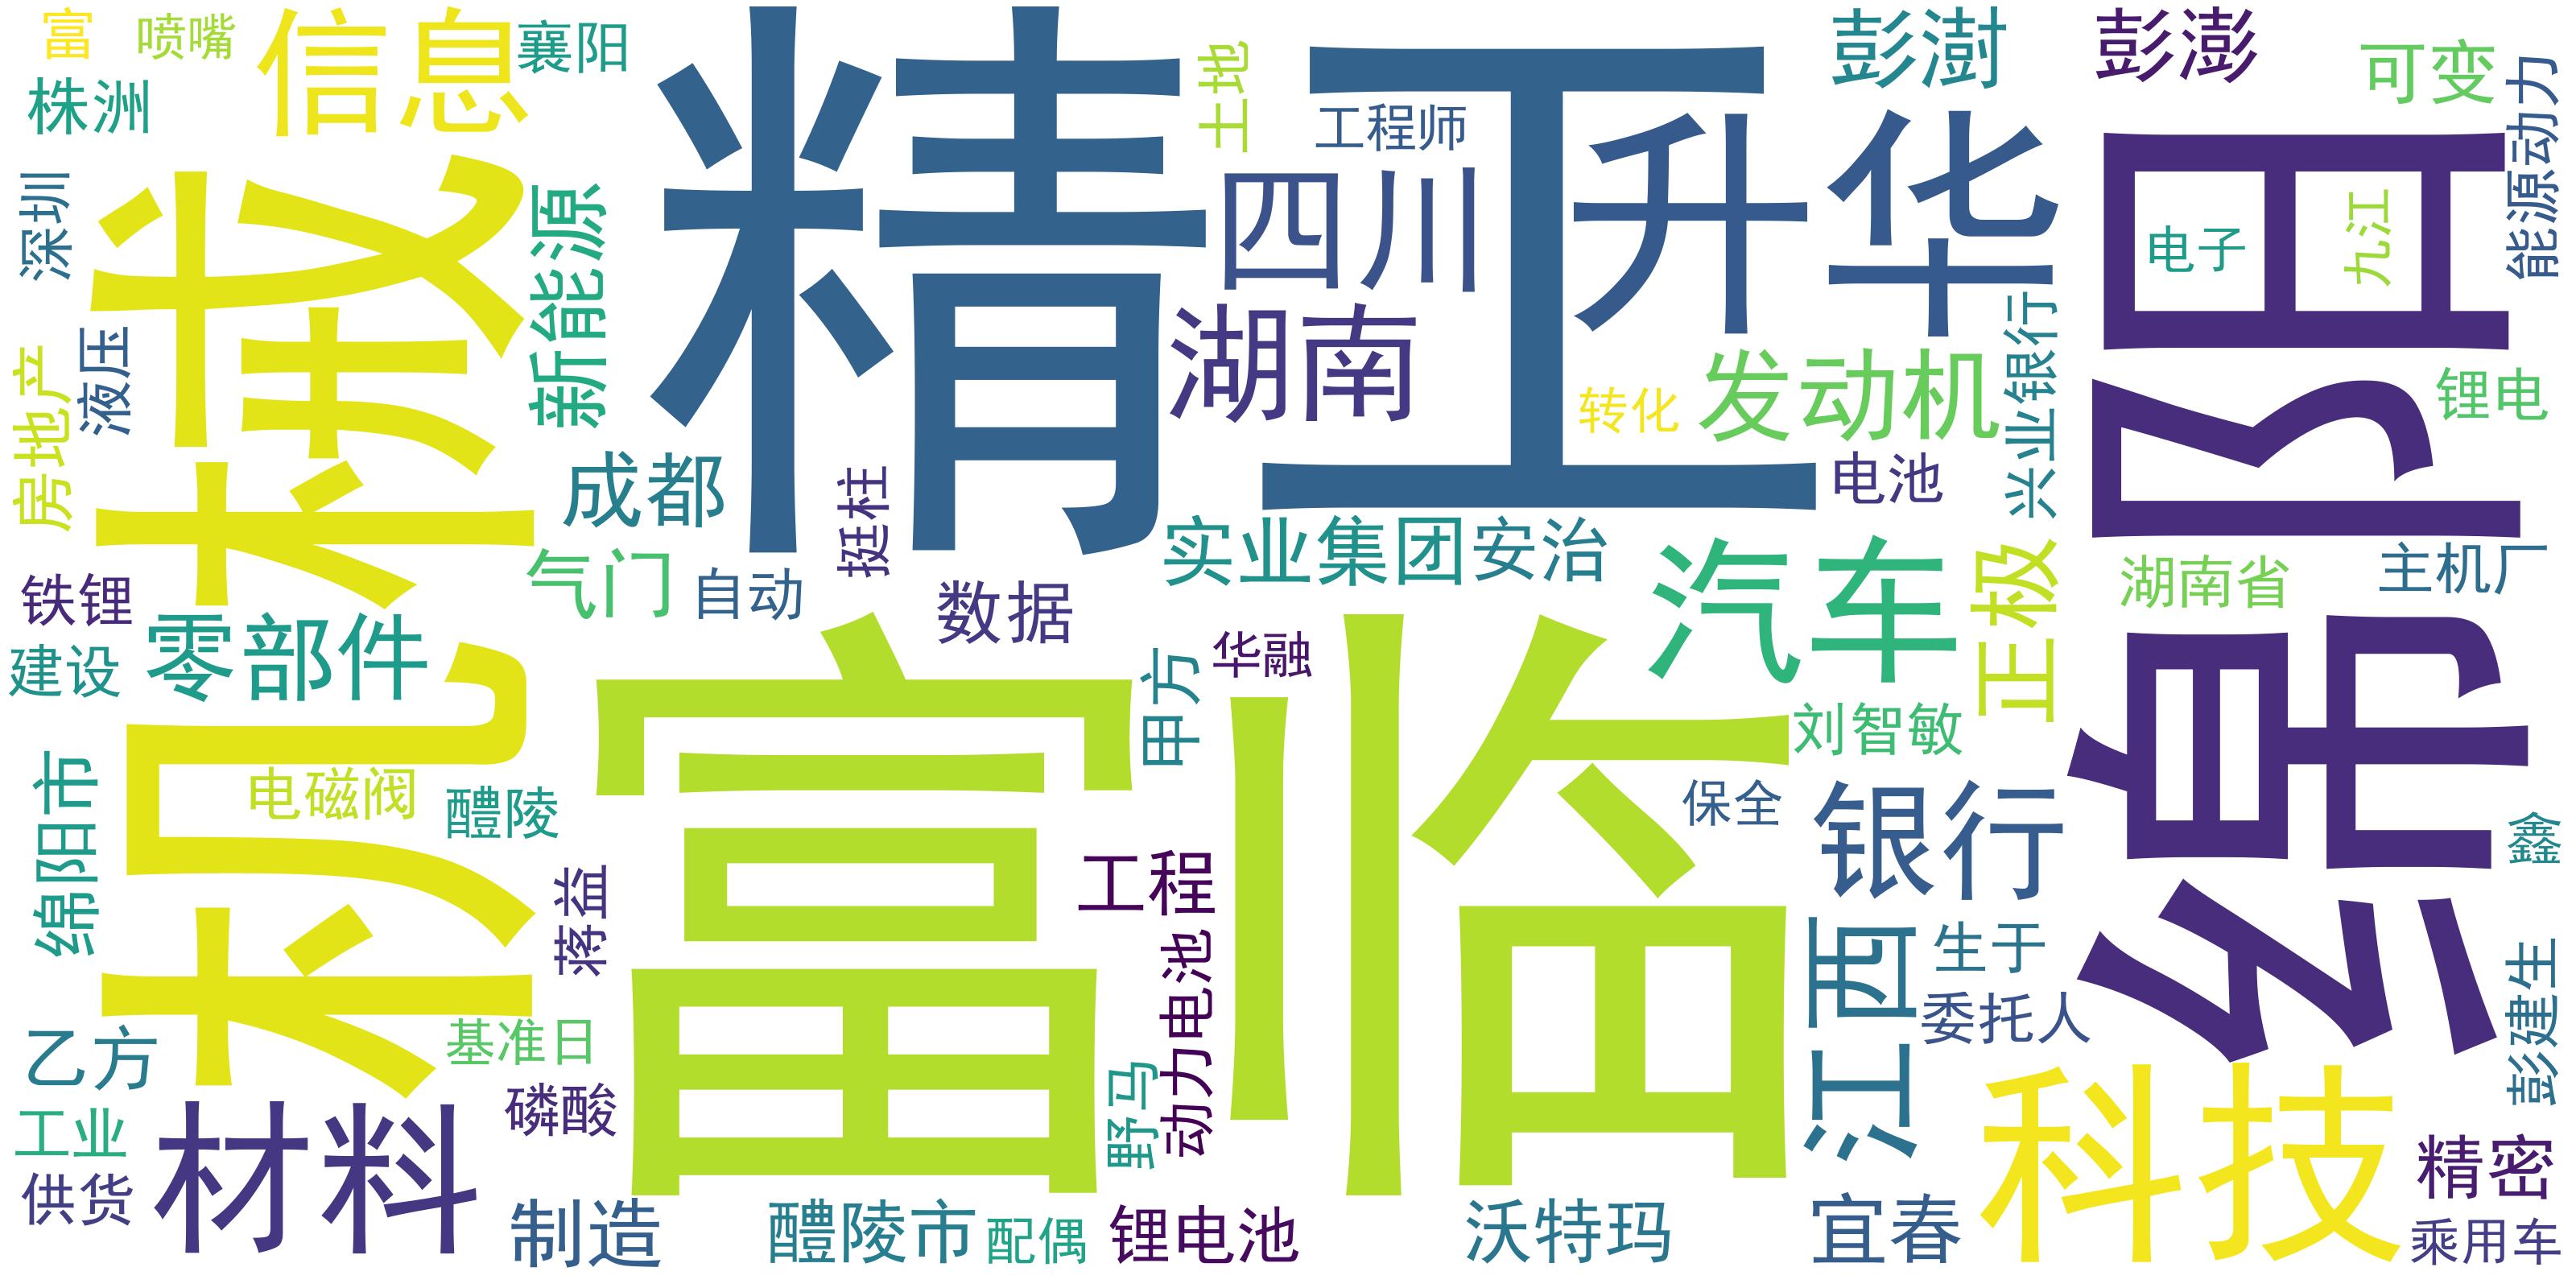 富
喷嘴
信息
襄阳
株洲
精工
土地
工程师
升华
彭澍
彭澎
可变
能源动力
深圳
机械
新能源
四川
绵阳
电子
九江
湖南
液压
房地产
转化
发动机
兴业银行
锂电
成都
挺柱
电池
铁锂
气门
自动
数据
实业集团
安治
汽车
正极
湖南省
主机厂
建设
零部件
富临
甲方
华融
刘智敏
绵阳市
电磁阀
醴陵
保全
银行
鑫
蒋益
工程
江西
生于
委托人
彭建生
乙方
基准日
动力电池
科技
工业
磷酸
野马
材料
供货
制造
醴陵市
配偶
锂电池
沃特玛
宜春
精密
乘用车